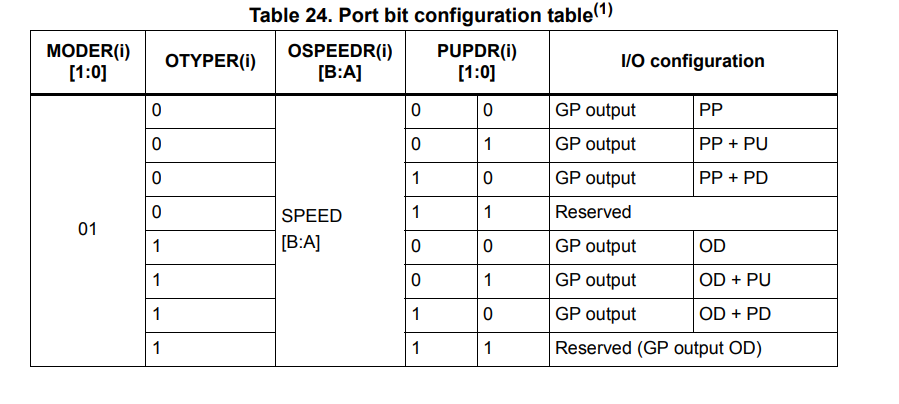 Table 24. Port bit configuration table(1)
MODER(i) [1:0] OTYPER(i) OSPEEDR(i) [B:A] PUPDR(i) [1:0] I/O configuration
01 SPEED [B:A]
0 0 0 GP output PP
0 0 1 GP output PP + PU
0 1 0 GP output PP + PD
0 1 1 Reserved
1 0 0 GP output OD
1 0 1 GP output OD + PU
1 1 0 GP output OD + PD
1 1 1 Reserved (GP output OD)